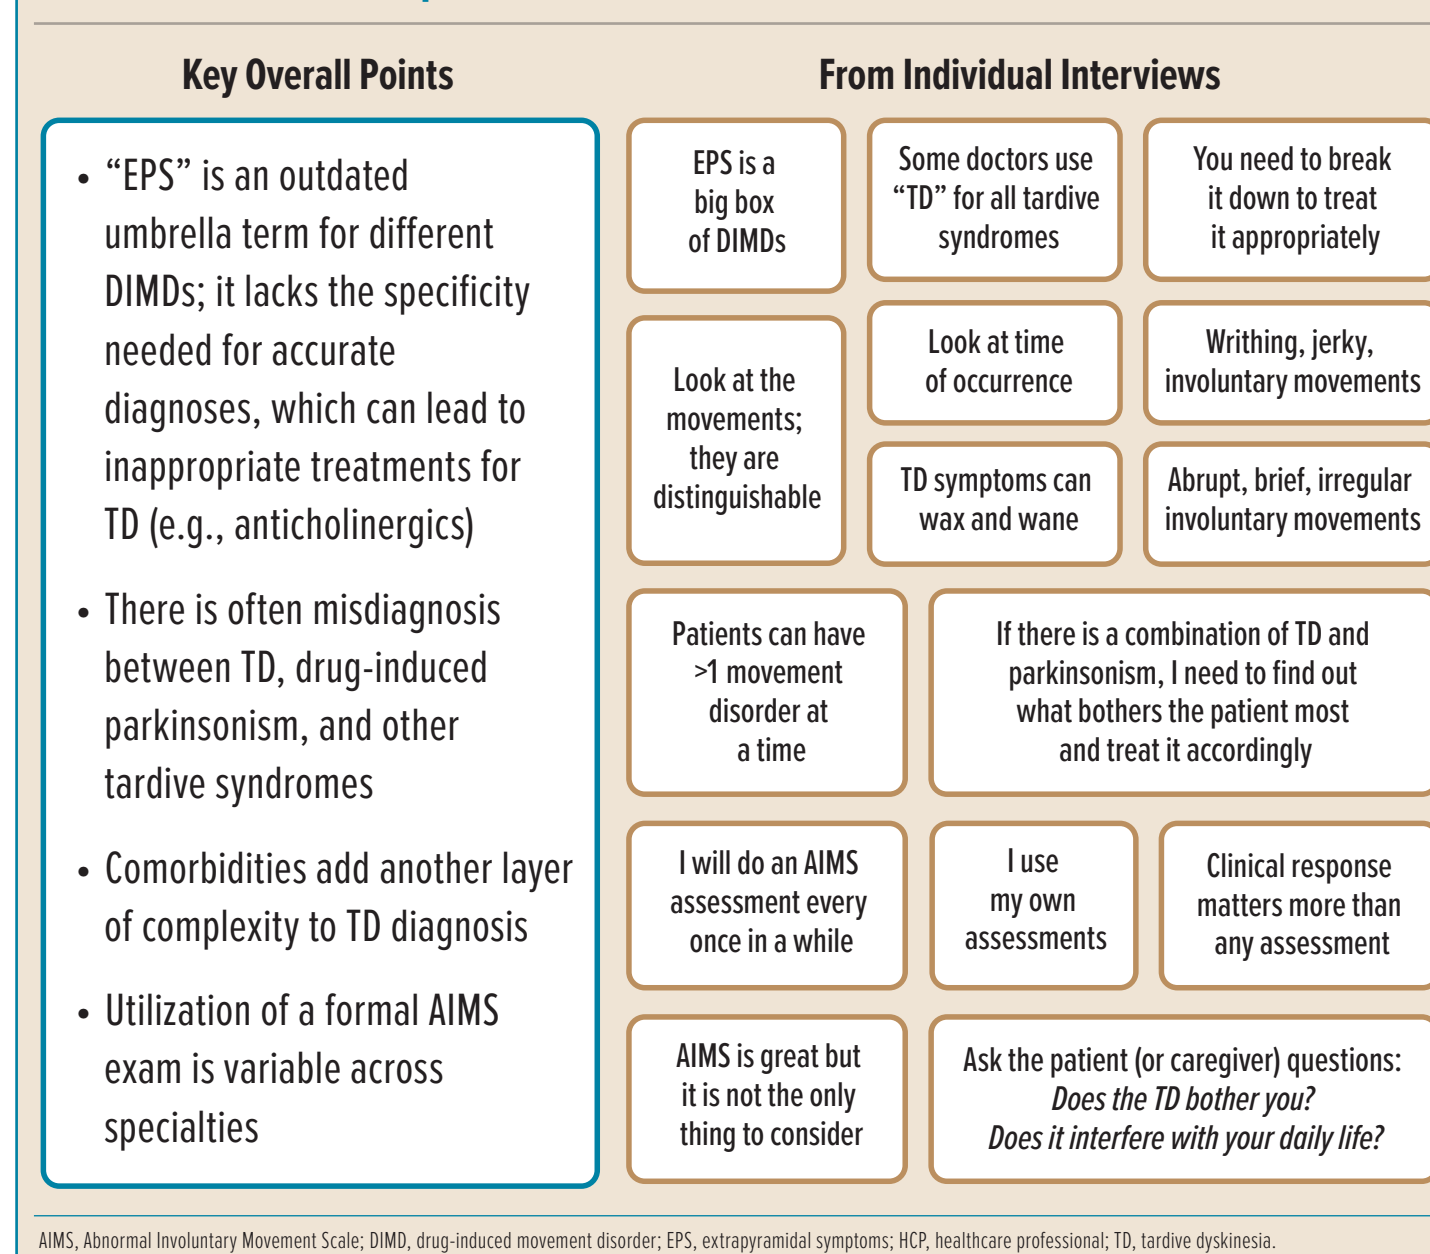 Key Overall Points
• “EPS” is an outdated
umbrella term for different
DIMDs; it lacks the specificity
needed for accurate
diagnoses, which can lead to
inappropriate treatments for
TD (e.g., anticholinergics)
• There is often misdiagnosis
between TD, drug-induced
parkinsonism, and other
tardive syndromes
• Comorbidities add another layer
of complexity to TD diagnosis
• Utilization of a formal AIMS
exam is variable across
specialties
From Individual Interviews
EPS is a
big box
of DIMDs
Some doctors use
“TD” for all tardive
syndromes
You need to break
it down to treat
it appropriately
Look at the
movements;
they are
distinguishable
Look at time
of occurrence
Writhing, jerky,
involuntary movements
TD symptoms can
wax and wane
Abrupt, brief, irregular
involuntary movements
Patients can have
>1 movement
disorder at
a time
If there is a combination of TD and
parkinsonism, I need to find out
what bothers the patient most
and treat it accordingly
I will do an AIMS
assessment every
once in a while
I use
my own
assessments
Clinical response
matters more than
any assessment
AIMS is great but
it is not the only
thing to consider
Ask the patient (or caregiver) questions:
Does the TD bother you?
Does it interfere with your daily life?
AIMS, Abnormal Involuntary Movement Scale; DIMD, drug-induced movement disorder; EPS, extrapyramidal symptoms; HCP, healthcare professional; TD, tardive dyskinesia.